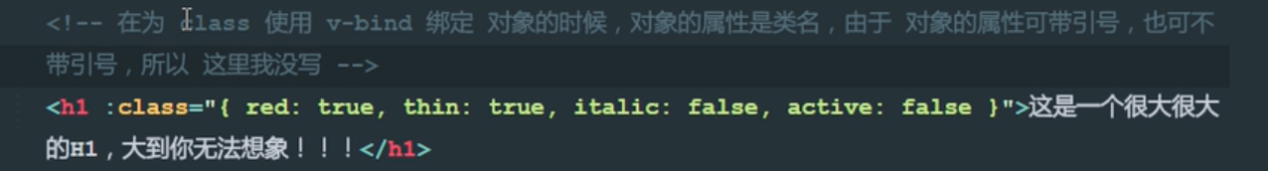 <!-- 在为 class 使用 v-bind 绑定 对象的时候，对象的属性是类名，由于 对象的属性可带引号，也可不
带引号，所以 这里我没写 -->
<h1 :class="{ red: true, thin: true, italic: false, active: false }">这是一个很大很大
的H1，大到你无法想象！！！</h1>